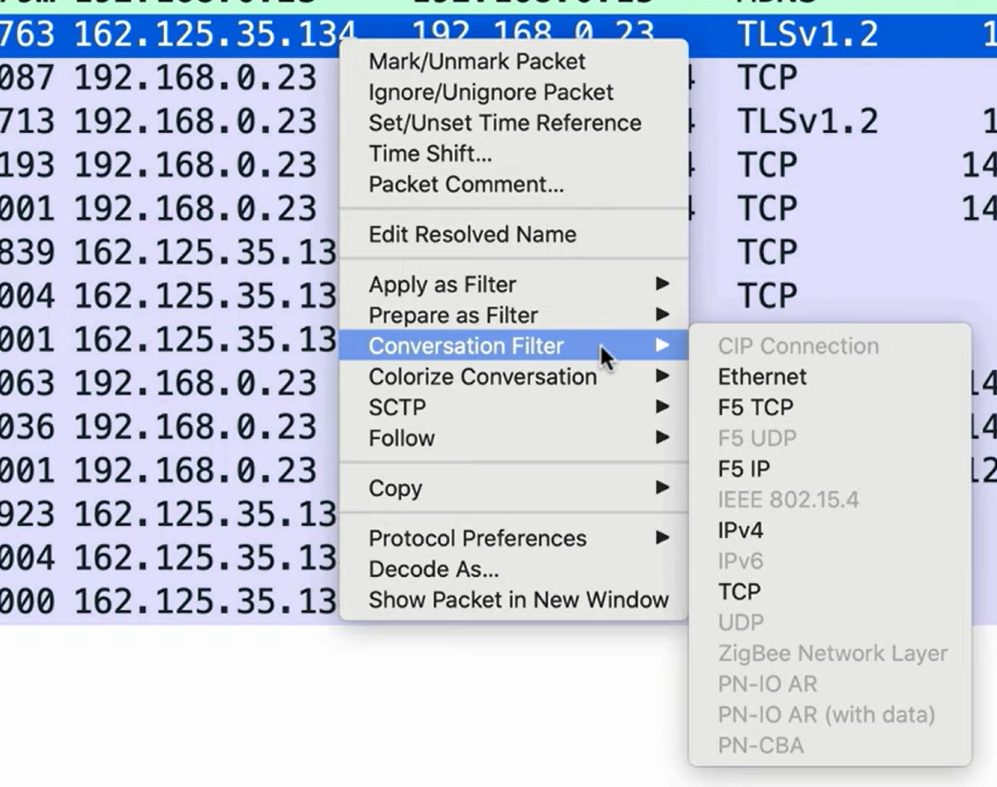 763 162.125.35.134 192.168.0.23 TLSv1.2 1
087 192.168.0.23 4 TCP
713 192.168.0.23 4 TLSv1.2 1
193 192.168.0.23 4 TCP 14
001 192.168.0.23 4 TCP 14
839 162.125.35.13 TCP
004 162.125.35.13 TCP
001 162.125.35.13
063 192.168.0.23 14
036 192.168.0.23 14
001 192.168.0.23 12
923 162.125.35.13
004 162.125.35.13
000 162.125.35.13
Mark/Unmark Packet
Ignore/Unignore Packet
Set/Unset Time Reference
Time Shift...
Packet Comment...
Edit Resolved Name
Apply as Filter
Prepare as Filter
Conversation Filter
Colorize Conversation
SCTP
Follow
Copy
Protocol Preferences
Decode As...
Show Packet in New Window
CIP Connection
Ethernet
F5 TCP
F5 UDP
F5 IP
IEEE 802.15.4
IPv4
IPv6
TCP
UDP
ZigBee Network Layer
PN-IO AR
PN-IO AR (with data)
PN-CBA